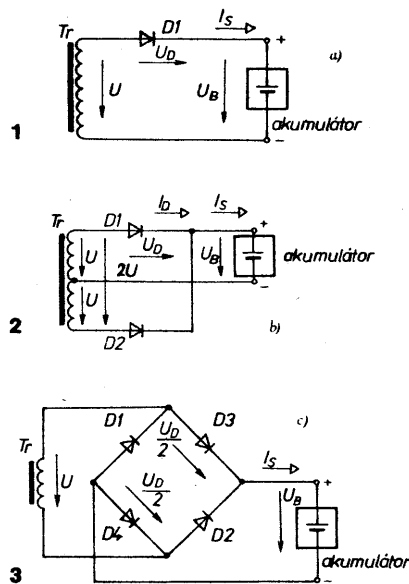 Tr D1 I_S +
U_D a)
U U_B
akumulátor
1 –
Tr D1 I_D I_S +
U U_D U_B akumulátor
2U
U –
2 D2 b)
c)
D1 D3
U_D/2
Tr U I_S
U_D/2 +
U_B
D4 D2
–
3 akumulátor